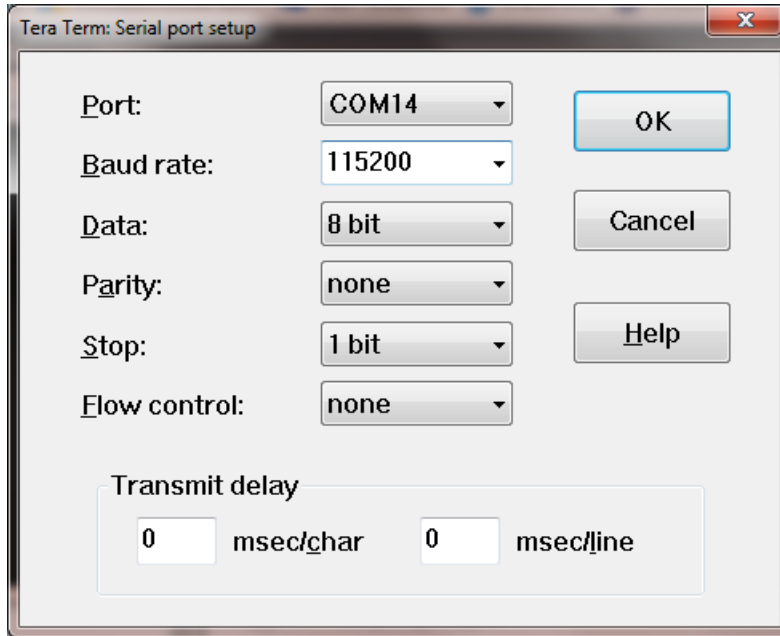 Tera Term: Serial port setup
Port: COM14 OK
Baud rate: 115200
Data: 8 bit Cancel
Parity: none
Stop: 1 bit Help
Flow control: none
Transmit delay
0 msec/char 0 msec/line